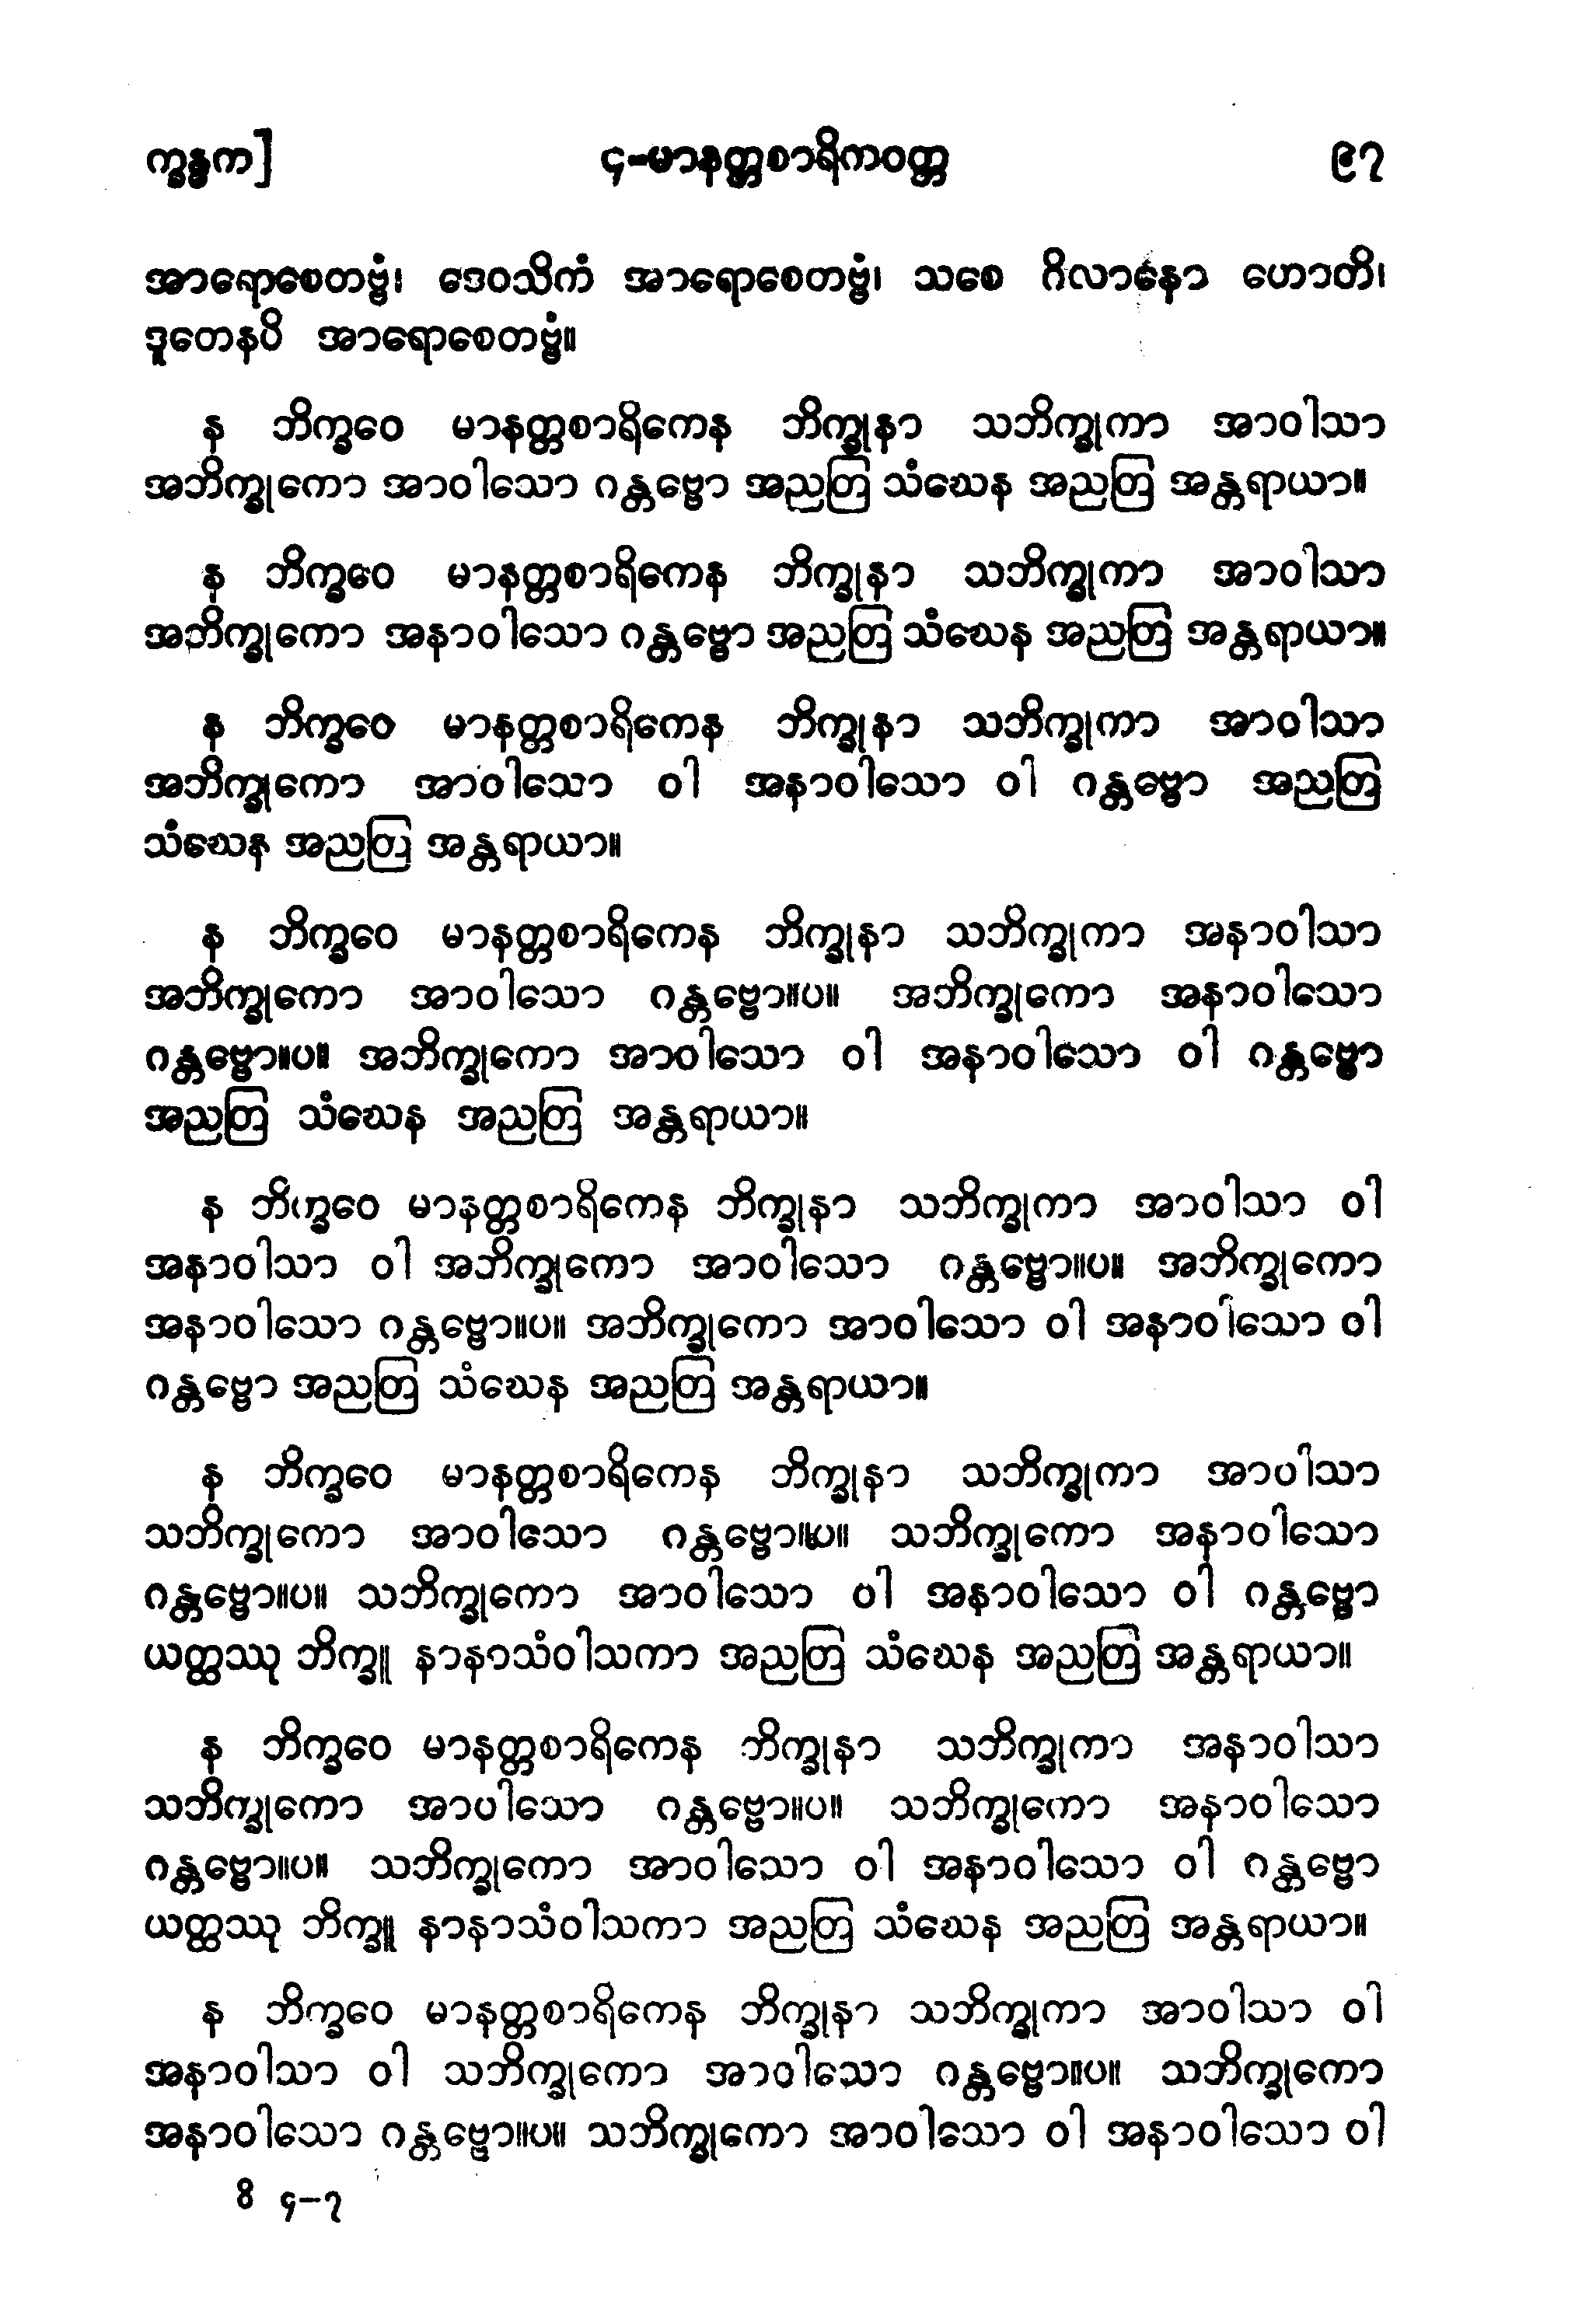 က္ခန္ဓက]
၄-မာနတ္တစာရိကဝတ္တ
၉၇
အာရောစေတဗ္ဗံ၊ ဒေဝသိကံ အာရောစေတဗ္ဗံ၊ သစေ ဂိလာနော ဟောတိ၊
ဒူတေနပိ အာရောစေတဗ္ဗံ။
န ဘိက္ခဝေ မာနတ္တစာရိကေန ဘိက္ခုနာ သဘိက္ခုကာ အာဝါသာ
အဘိက္ခုကော အာဝါသော ဂန္တဗ္ဗော အညတြ သံဃေန အညတြ အန္တရာယာ။
န ဘိက္ခဝေ မာနတ္တစာရိကေန ဘိက္ခုနာ သဘိက္ခုကာ အာဝါသာ
အဘိက္ခုကော အနာဝါသော ဂန္တဗ္ဗော အညတြ သံဃေန အညတြ အန္တရာယာ။
န ဘိက္ခဝေ မာနတ္တစာရိကေန ဘိက္ခုနာ သဘိက္ခုကာ အာဝါသာ
အဘိက္ခုကော အာဝါသော ဝါ အနာဝါသော ဝါ ဂန္တဗ္ဗော အညတြ
သံဃေန အညတြ အန္တရာယာ။
န ဘိက္ခဝေ မာနတ္တစာရိကေန ဘိက္ခုနာ သဘိက္ခုကာ အနာဝါသာ
အဘိက္ခုကော အာဝါသော ဂန္တဗ္ဗော။ပ။ အဘိက္ခုကော အနာဝါသော
ဂန္တဗ္ဗော။ပ။ အဘိက္ခုကော အာဝါသော ဝါ အနာဝါသော ဝါ ဂန္တဗ္ဗော
အညတြ သံဃေန အညတြ အန္တရာယာ။
န ဘိက္ခဝေ မာနတ္တစာရိကေန ဘိက္ခုနာ သဘိက္ခုကာ အာဝါသာ ဝါ
အနာဝါသာ ဝါ အဘိက္ခုကော အာဝါသော ဂန္တဗ္ဗော။ပ။ အဘိက္ခုကော
အနာဝါသော ဂန္တဗ္ဗော။ပ။ အဘိက္ခုကော အာဝါသော ဝါ အနာဝါသော ဝါ
ဂန္တဗ္ဗော အညတြ သံဃေန အညတြ အန္တရာယာ။
န ဘိက္ခဝေ မာနတ္တစာရိကေန ဘိက္ခုနာ သဘိက္ခုကာ အာပါသာ
သဘိက္ခုကော အာဝါသော ဂန္တဗ္ဗော။ပ။ သဘိက္ခုကော အနာဝါသော
ဂန္တဗ္ဗော။ပ။ သဘိက္ခုကော အာဝါသော ဝါ အနာဝါသော ဝါ ဂန္တဗ္ဗော
ယတ္ထဿု ဘိက္ခူ နာနာသံဝါသကာ အညတြ သံဃေန အညတြ အန္တရာယာ။
န ဘိက္ခဝေ မာနတ္တစာရိကေန ဘိက္ခုနာ သဘိက္ခုကာ အနာဝါသာ
သဘိက္ခုကော အာပါသော ဂန္တဗ္ဗော။ပ။ သဘိက္ခုကော အနာဝါသော
ဂန္တဗ္ဗော။ပ။ သဘိက္ခုကော အာဝါသော ဝါ အနာဝါသော ဝါ ဂန္တဗ္ဗော
ယတ္ထဿု ဘိက္ခူ နာနာသံဝါသကာ အညတြ သံဃေန အညတြ အန္တရာယာ။
န ဘိက္ခဝေ မာနတ္တစာရိကေန ဘိက္ခုနာ သဘိက္ခုကာ အာဝါသာ ဝါ
အနာဝါသာ ဝါ သဘိက္ခုကော အာဝါသော ဂန္တဗ္ဗော။ပ။ သဘိက္ခုကော
အနာဝါသော ဂန္တဗ္ဗော။ပ။ သဘိက္ခုကော အာဝါသော ဝါ အနာဝါသော ဝါ
ဝိ ၄-၇